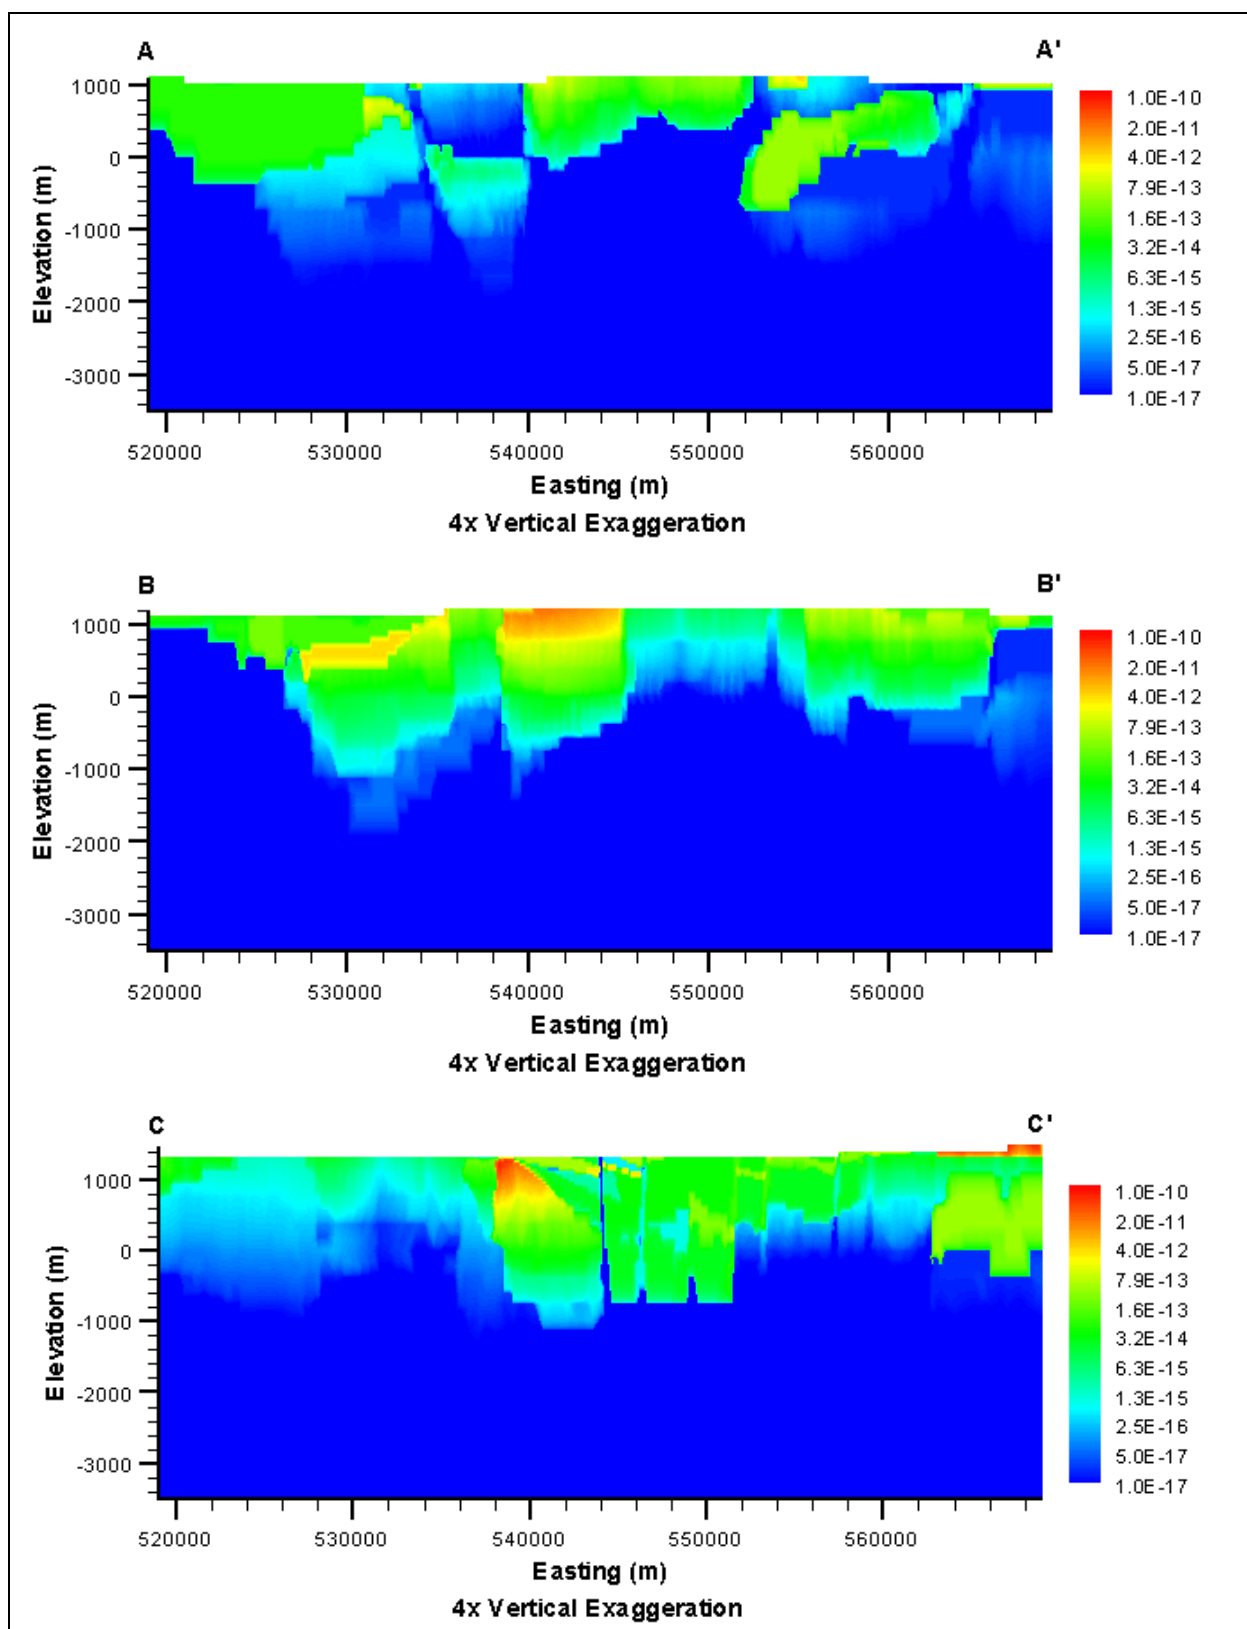 A A'
1000
0
-1000
-2000
-3000
Elevation (m)
520000 530000 540000 550000 560000
Easting (m)
4x Vertical Exaggeration
1.0E-10
2.0E-11
4.0E-12
7.9E-13
1.6E-13
3.2E-14
6.3E-15
1.3E-15
2.5E-16
5.0E-17
1.0E-17
B B'
1000
0
-1000
-2000
-3000
Elevation (m)
520000 530000 540000 550000 560000
Easting (m)
4x Vertical Exaggeration
1.0E-10
2.0E-11
4.0E-12
7.9E-13
1.6E-13
3.2E-14
6.3E-15
1.3E-15
2.5E-16
5.0E-17
1.0E-17
C C'
1000
0
-1000
-2000
-3000
Elevation (m)
520000 530000 540000 550000 560000
Easting (m)
4x Vertical Exaggeration
1.0E-10
2.0E-11
4.0E-12
7.9E-13
1.6E-13
3.2E-14
6.3E-15
1.3E-15
2.5E-16
5.0E-17
1.0E-17